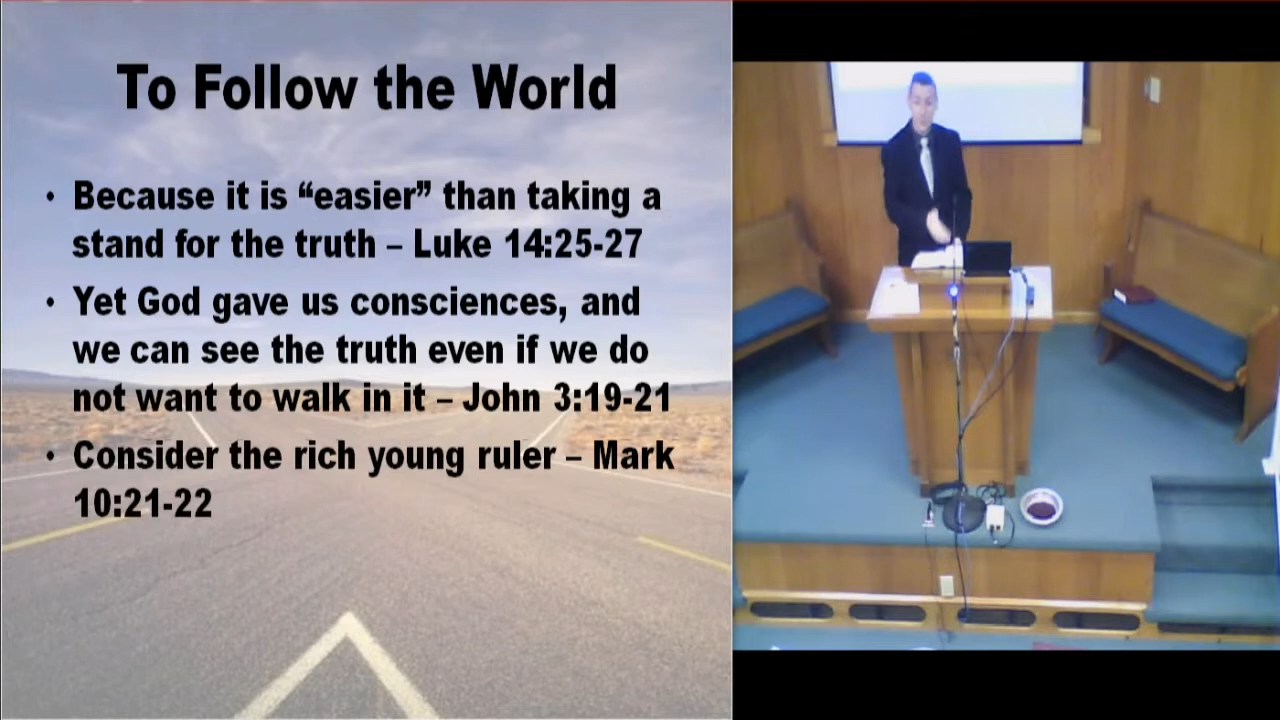 To Follow the World
• Because it is “easier” than taking a
stand for the truth – Luke 14:25-27
• Yet God gave us consciences, and
we can see the truth even if we do
not want to walk in it – John 3:19-21
• Consider the rich young ruler – Mark
10:21-22